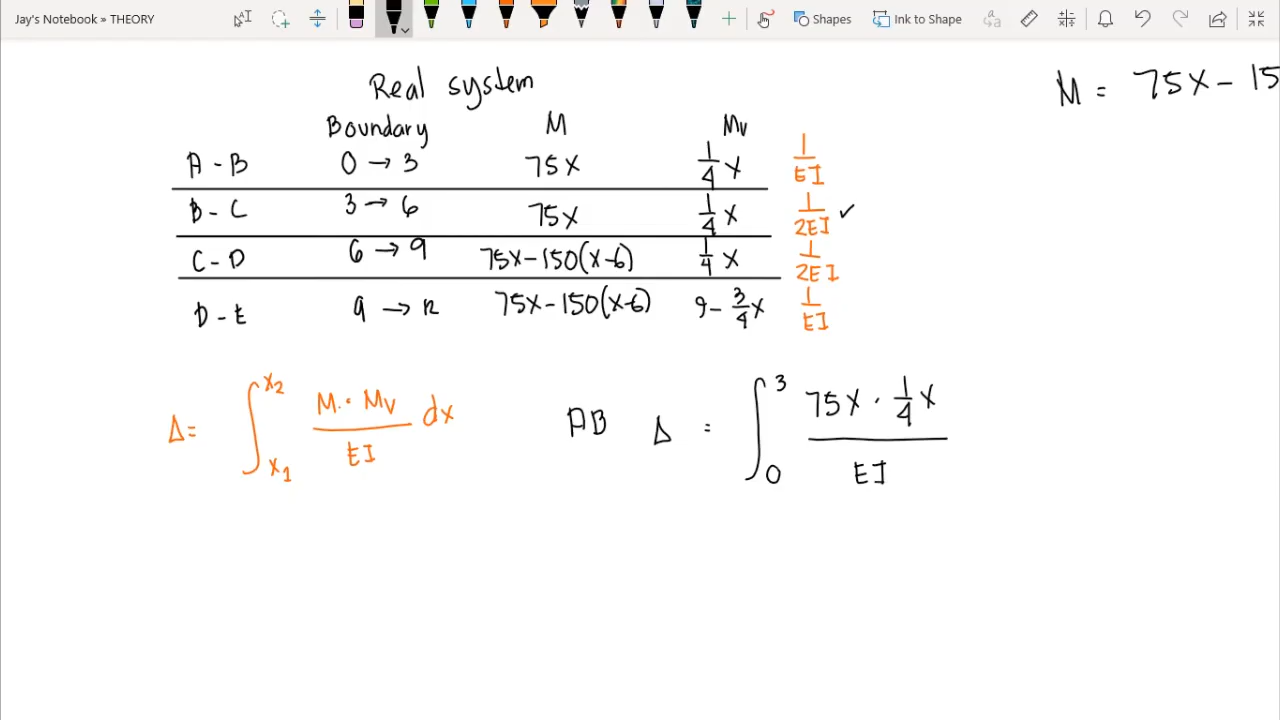 Jay's Notebook » THEORY
Shapes
Ink to Shape
Real system
M = 75x - 15
Boundary M Mv
A - B 0 → 3 75x 1/4 x 1/EI
B - C 3 → 6 75x 1/4 x 1/2EI ✓
C - D 6 → 9 75x-150(x-6) 1/4 x 1/2EI
D - E 9 → 12 75x-150(x-6) 9 - 3/4 x 1/EI
Δ = ∫_{x1}^{x2} M·Mv/EI dx
AB Δ = ∫_0^3 75x · 1/4 x / EI